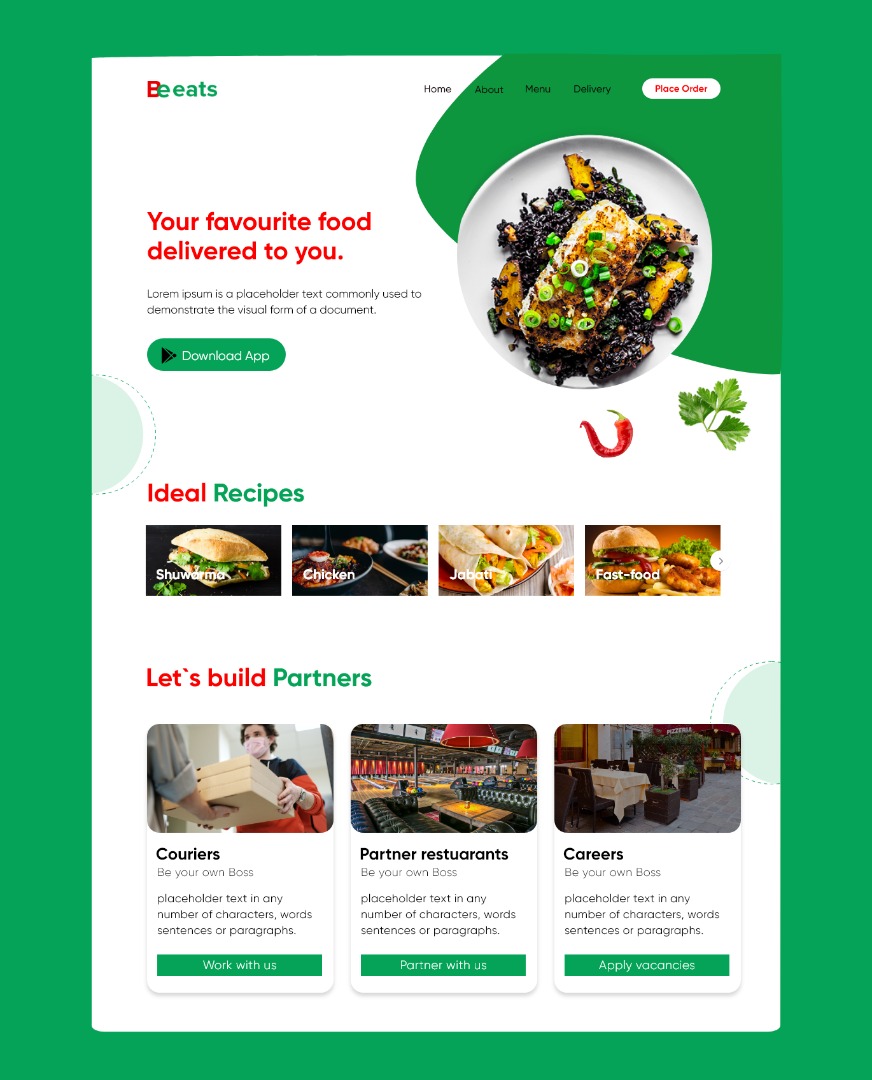 Be eats
Home About Menu Delivery Place Order
Your favourite food
delivered to you.
Lorem ipsum is a placeholder text commonly used to
demonstrate the visual form of a document.
Download App
Ideal Recipes
Shuwarma Chicken Jabati Fast-food
Let`s build Partners
PIZZERIA
Couriers
Be your own Boss
placeholder text in any
number of characters, words
sentences or paragraphs.
Work with us
Partner restuarants
Be your own Boss
placeholder text in any
number of characters, words
sentences or paragraphs.
Partner with us
Careers
Be your own Boss
placeholder text in any
number of characters, words
sentences or paragraphs.
Apply vacancies